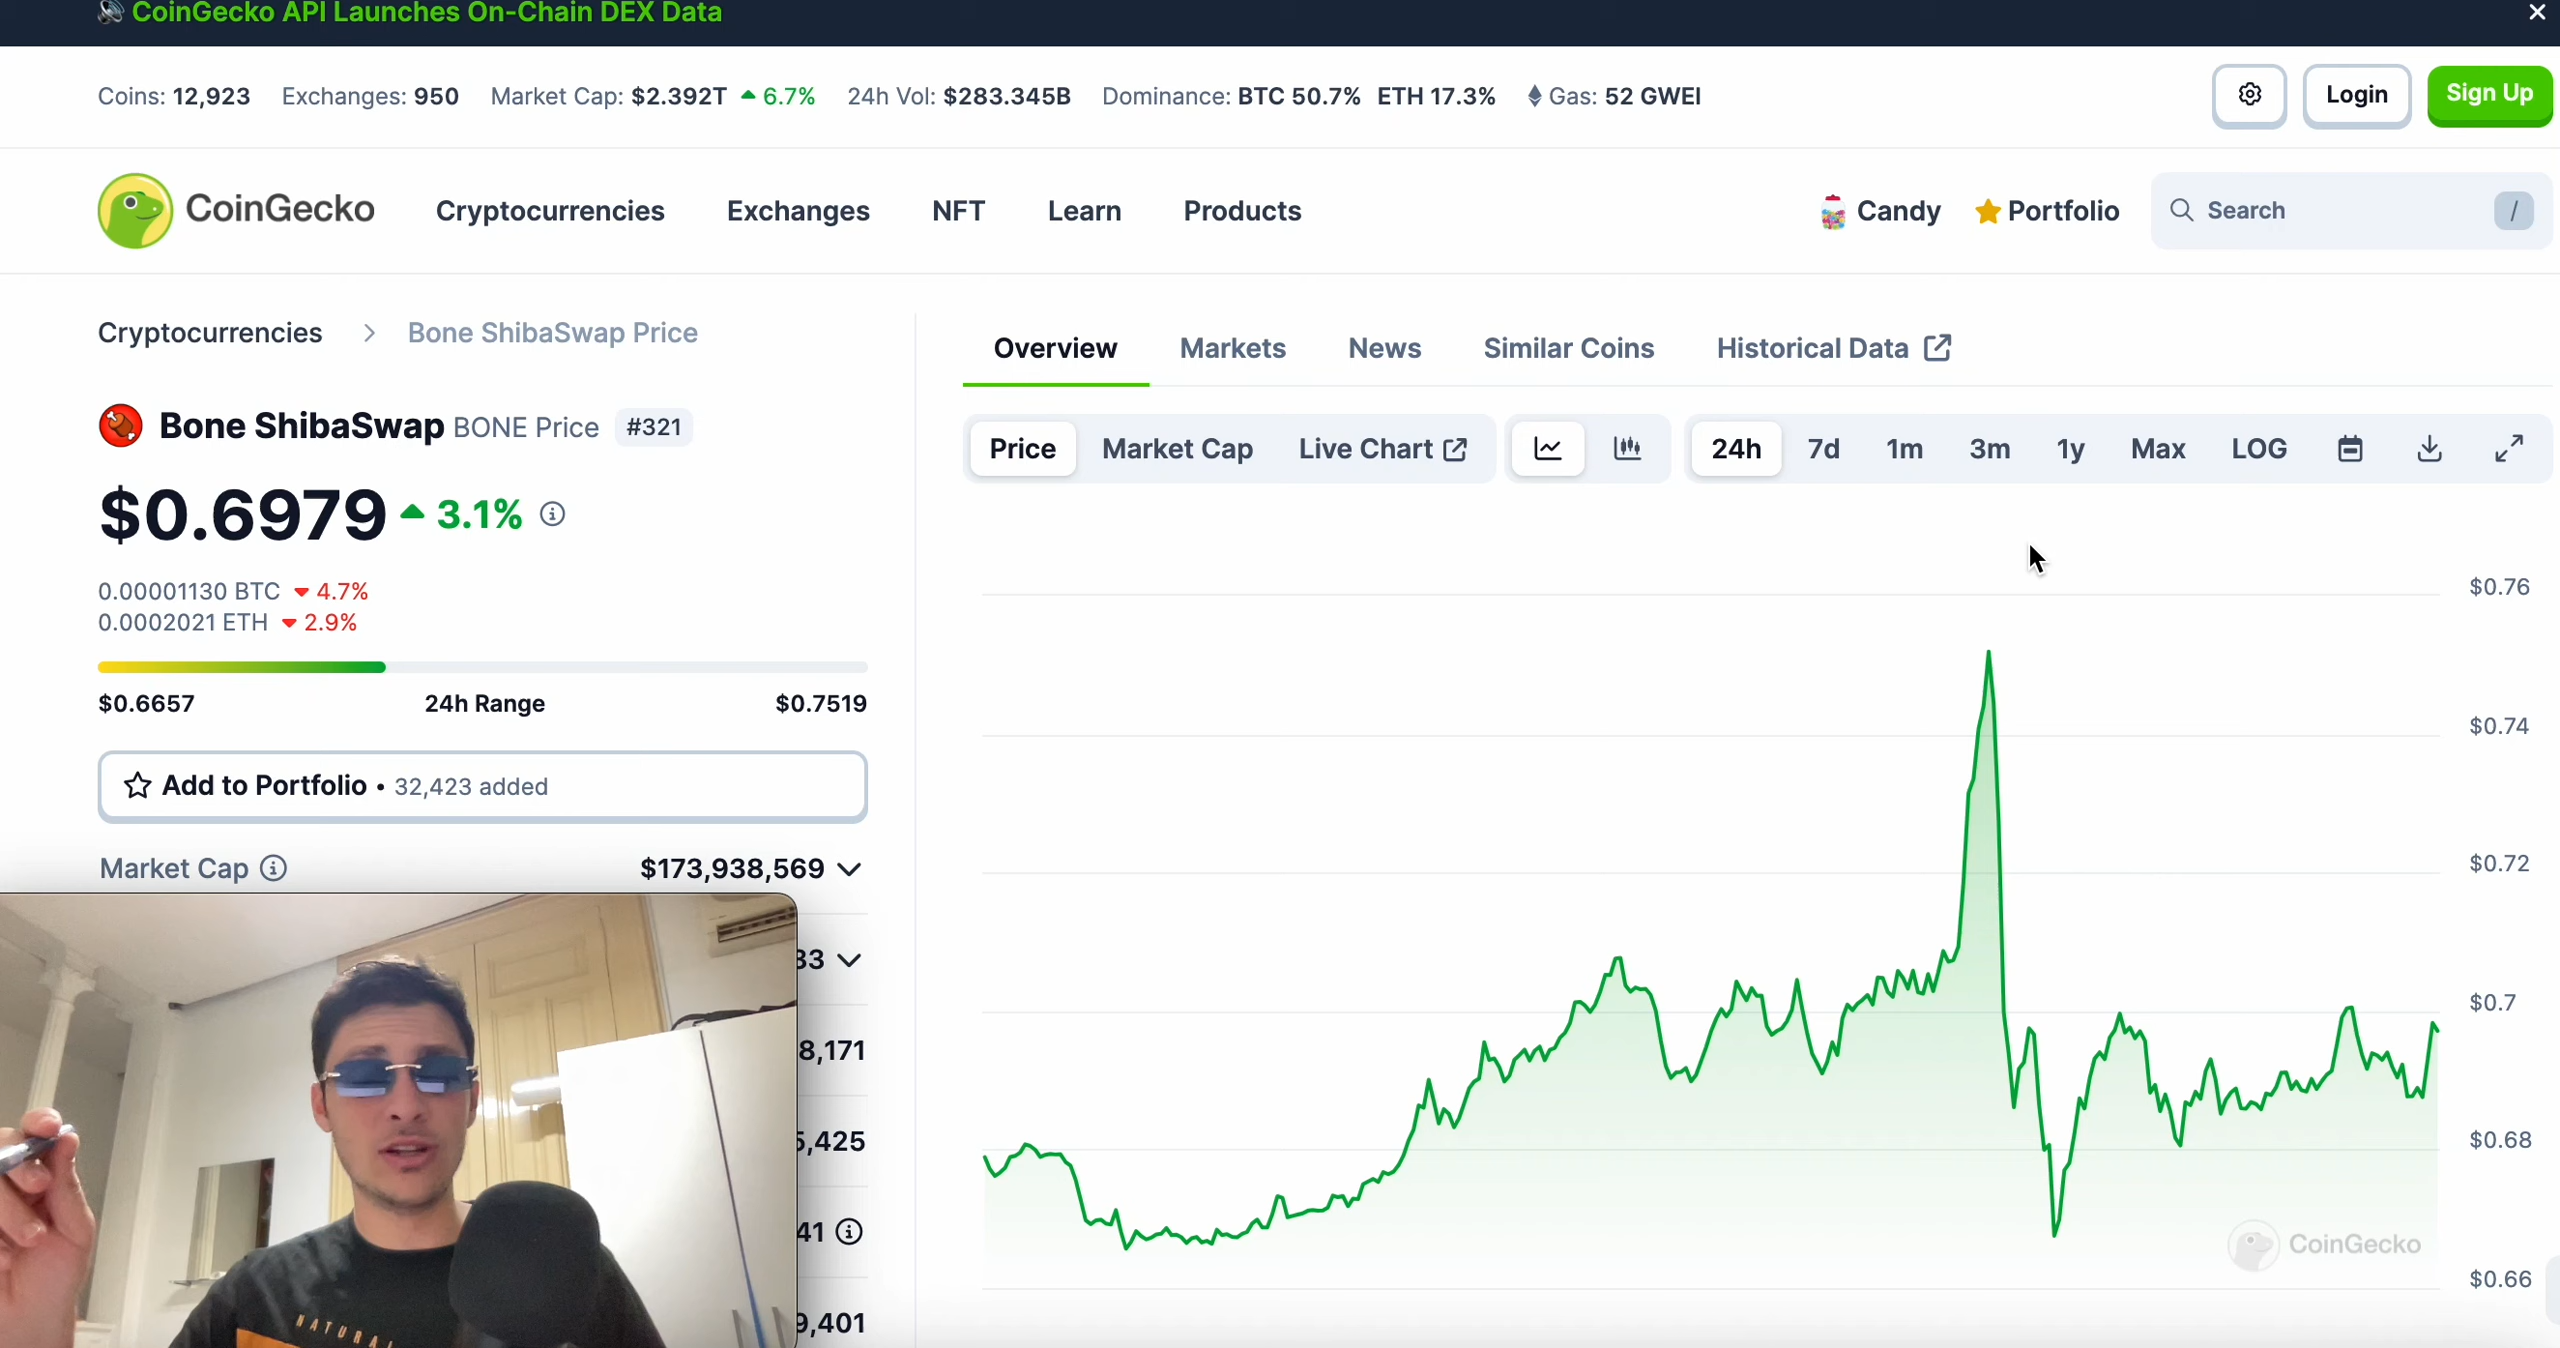 CoinGecko API Launches On-Chain DEX Data
Coins: 12,923 Exchanges: 950 Market Cap: $2.392T 6.7% 24h Vol: $283.345B Dominance: BTC 50.7% ETH 17.3% Gas: 52 GWEI
Login
Sign Up
CoinGecko
Cryptocurrencies Exchanges NFT Learn Products
Candy Portfolio
Search /
Cryptocurrencies > Bone ShibaSwap Price
Bone ShibaSwap BONE Price #321
$0.6979 3.1%
0.00001130 BTC 4.7%
0.0002021 ETH 2.9%
$0.6657 24h Range $0.7519
Add to Portfolio • 32,423 added
Market Cap $173,938,569
33
8,171
5,425
41
9,401
NATURAL
Overview Markets News Similar Coins Historical Data
Price Market Cap Live Chart
24h 7d 1m 3m 1y Max LOG
$0.76
$0.74
$0.72
$0.7
$0.68
$0.66
CoinGecko